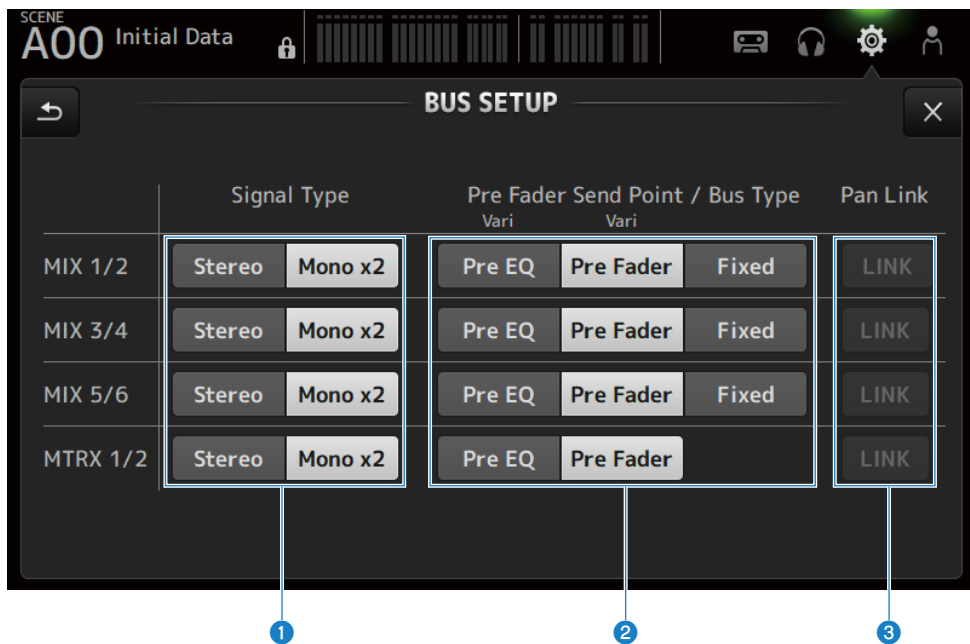 SCENE
A00 Initial Data
BUS SETUP
Signal Type Pre Fader Send Point / Bus Type Pan Link
Vari Vari
MIX 1/2 Stereo Mono x2 Pre EQ Pre Fader Fixed LINK
MIX 3/4 Stereo Mono x2 Pre EQ Pre Fader Fixed LINK
MIX 5/6 Stereo Mono x2 Pre EQ Pre Fader Fixed LINK
MTRX 1/2 Stereo Mono x2 Pre EQ Pre Fader LINK
1 2 3